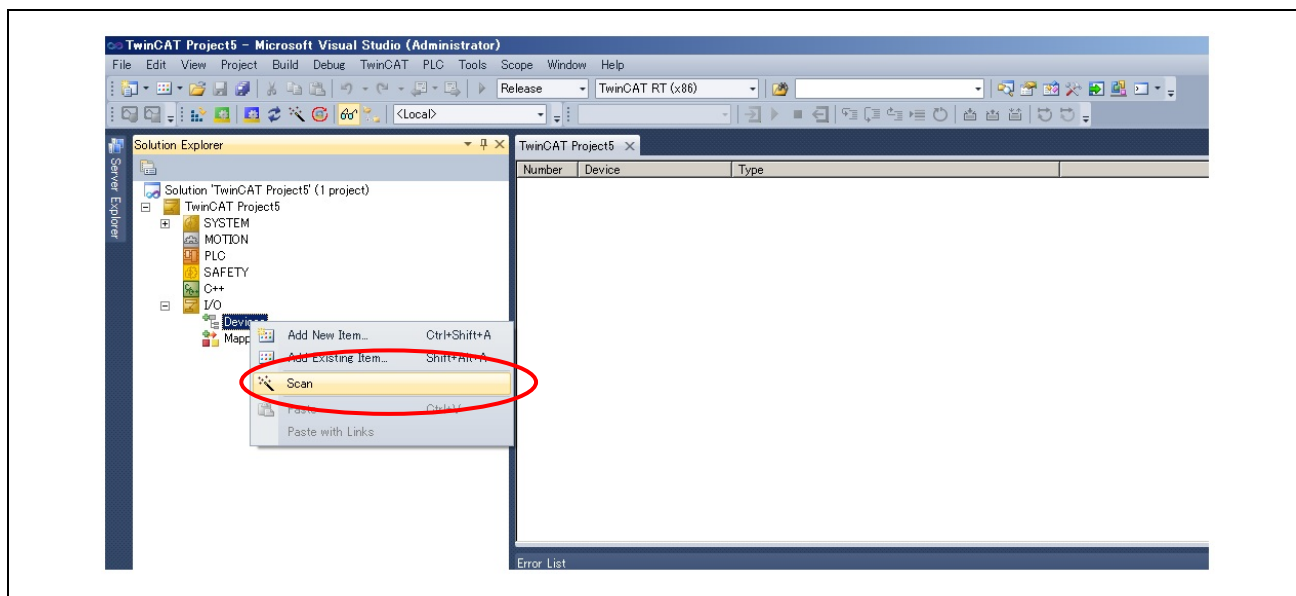 TwinCAT Project5 - Microsoft Visual Studio (Administrator)
File Edit View Project Build Debug TwinCAT PLC Tools Scope Window Help
Release TwinCAT RT (x86)
<Local>
Server Explorer
Solution Explorer
TwinCAT Project5
Number Device Type
Solution 'TwinCAT Project5' (1 project)
TwinCAT Project5
SYSTEM
MOTION
PLC
SAFETY
C++
I/O
Devices
Mapp
Add New Item... Ctrl+Shift+A
Add Existing Item... Shift+Alt+A
Scan
Paste Ctrl+V
Paste with Links
Error List